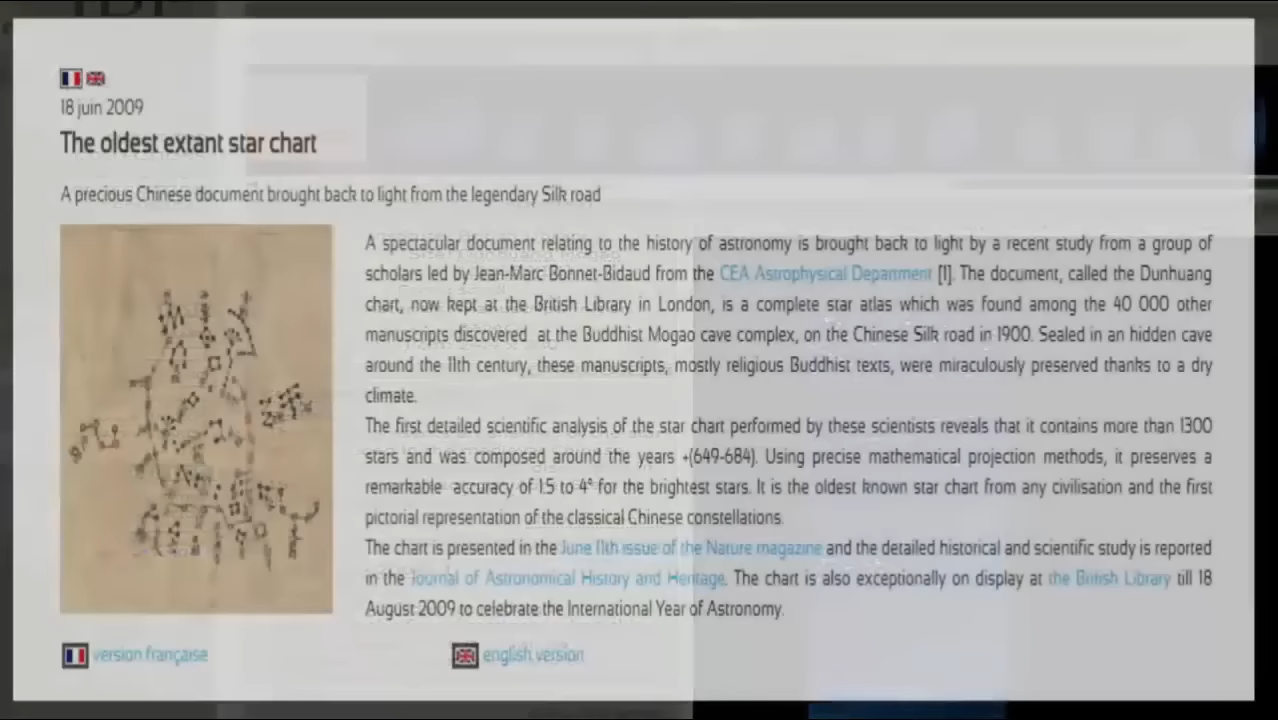 18 juin 2009
The oldest extant star chart
A precious Chinese document brought back to light from the legendary Silk road
A spectacular document relating to the history of astronomy is brought back to light by a recent study from a group of
scholars led by Jean-Marc Bonnet-Bidaud from the CEA Astrophysical Department [1]. The document, called the Dunhuang
chart, now kept at the British Library in London, is a complete star atlas which was found among the 40 000 other
manuscripts discovered at the Buddhist Mogao cave complex, on the Chinese Silk road in 1900. Sealed in an hidden cave
around the 11th century, these manuscripts, mostly religious Buddhist texts, were miraculously preserved thanks to a dry
climate.
The first detailed scientific analysis of the star chart performed by these scientists reveals that it contains more than 1300
stars and was composed around the years +(649-684). Using precise mathematical projection methods, it preserves a
remarkable accuracy of 1.5 to 4° for the brightest stars. It is the oldest known star chart from any civilisation and the first
pictorial representation of the classical Chinese constellations.
The chart is presented in the June 11th issue of the Nature magazine and the detailed historical and scientific study is reported
in the Journal of Astronomical History and Heritage. The chart is also exceptionally on display at the British Library till 18
August 2009 to celebrate the International Year of Astronomy.
version française
english version